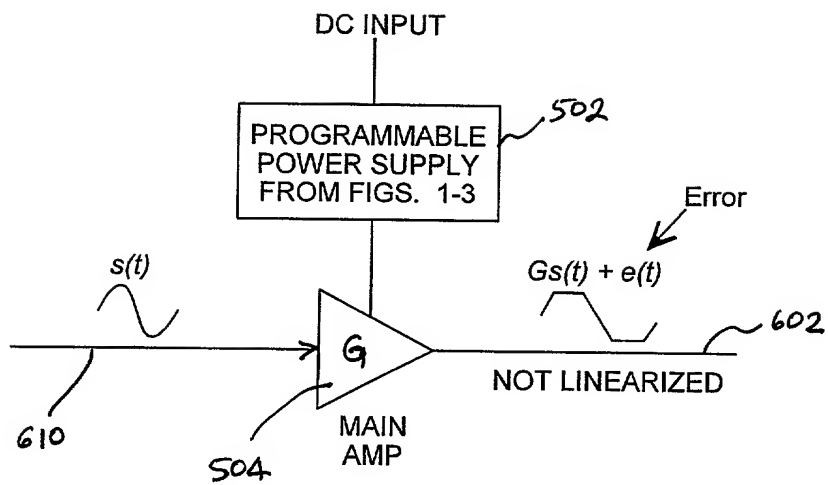 DC INPUT
502
PROGRAMMABLE
POWER SUPPLY
FROM FIGS. 1-3
Error
s(t)
Gs(t) + e(t)
G
602
NOT LINEARIZED
610
504
MAIN
AMP